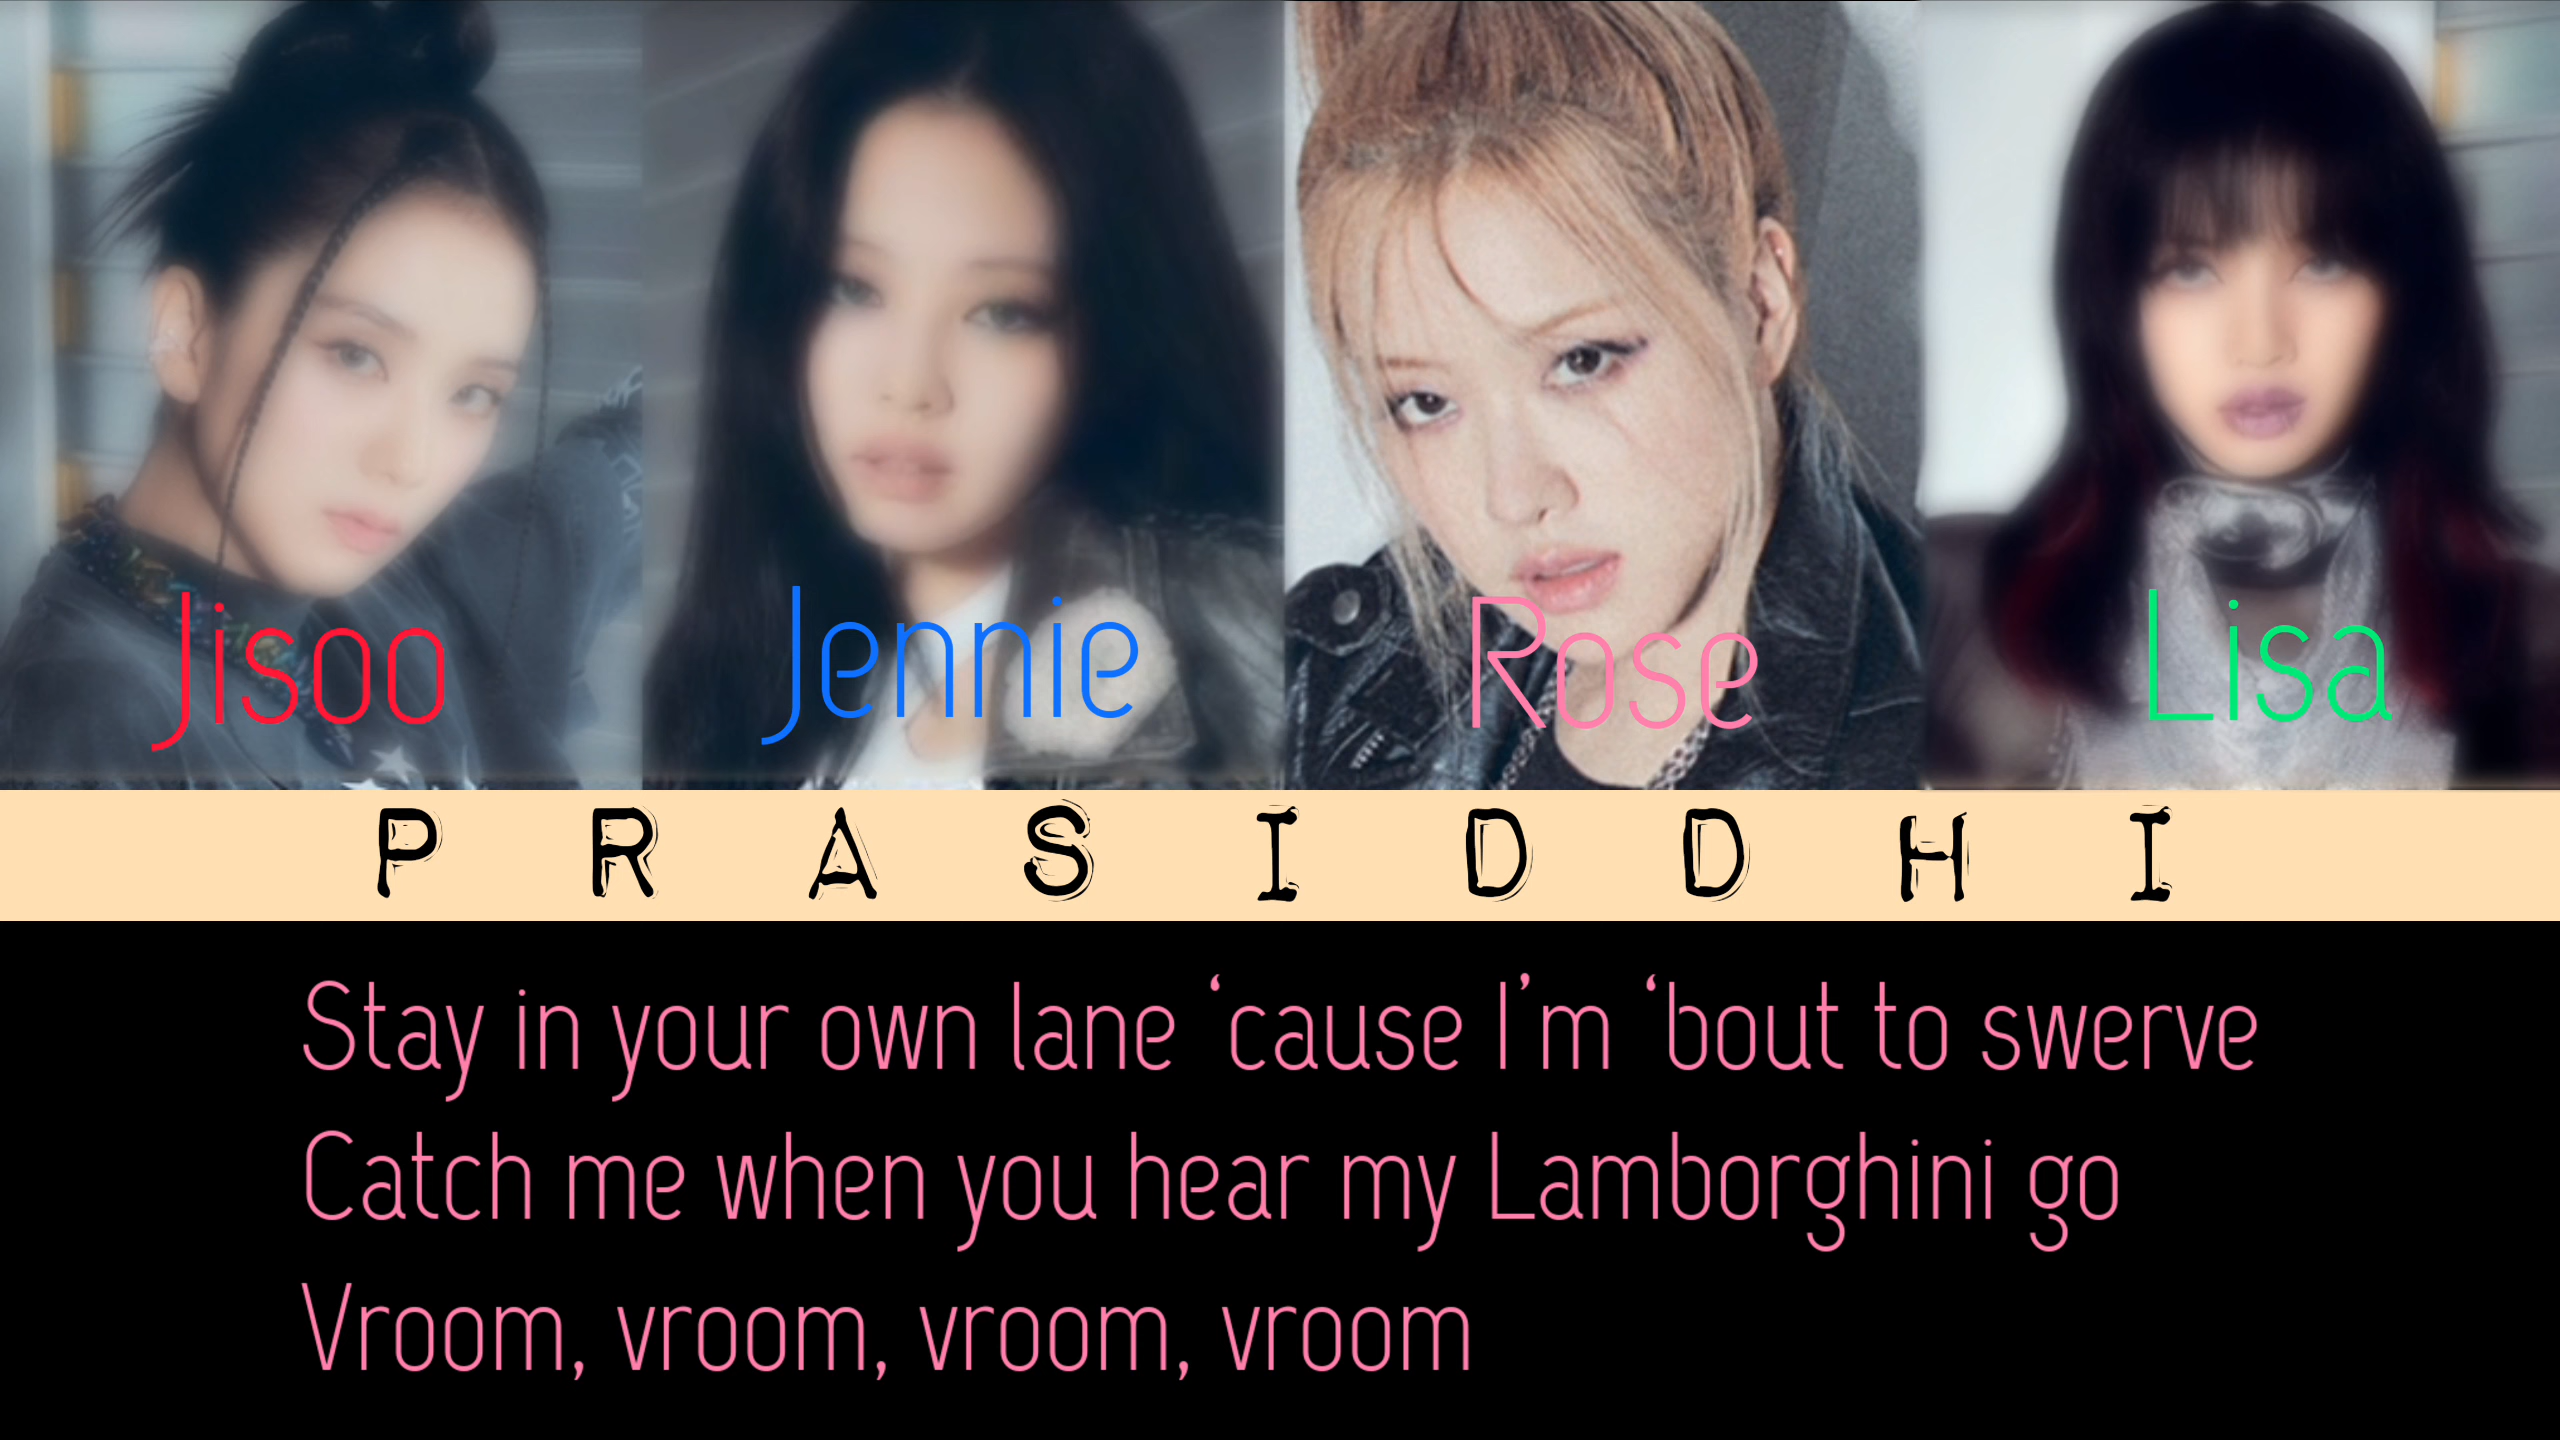 Jisoo
Jennie
Rose
Lisa
PRASIDDHI
Stay in your own lane ‘cause I’m ‘bout to swerve
Catch me when you hear my Lamborghini go
Vroom, vroom, vroom, vroom